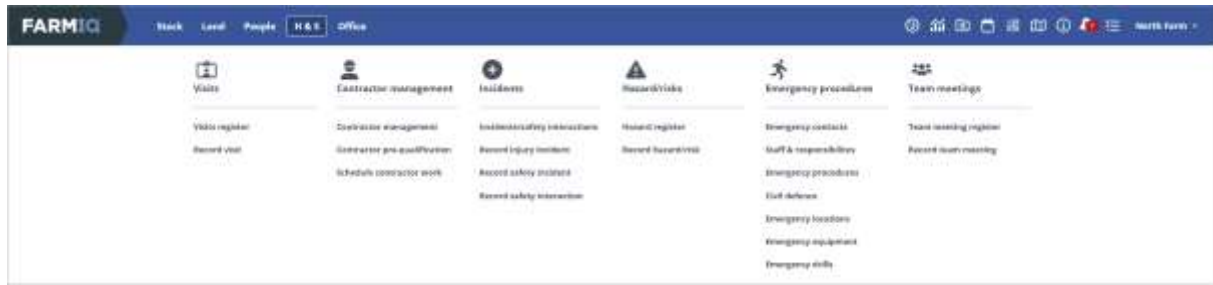 FARMIQ
Stock Land People H & S Office
North Farm
Visits
Contractor management
Incidents
Hazard/risks
Emergency procedures
Team meetings
Visits register
Record visit
Contractor management
Contractor pre-qualification
Schedule contractor work
Incidents/safety interactions
Record injury incident
Record safety incident
Record safety interaction
Hazard register
Record hazard/risk
Emergency contacts
Staff & responsibilities
Emergency procedures
Civil defence
Emergency locations
Emergency equipment
Emergency drills
Team meeting register
Record team meeting